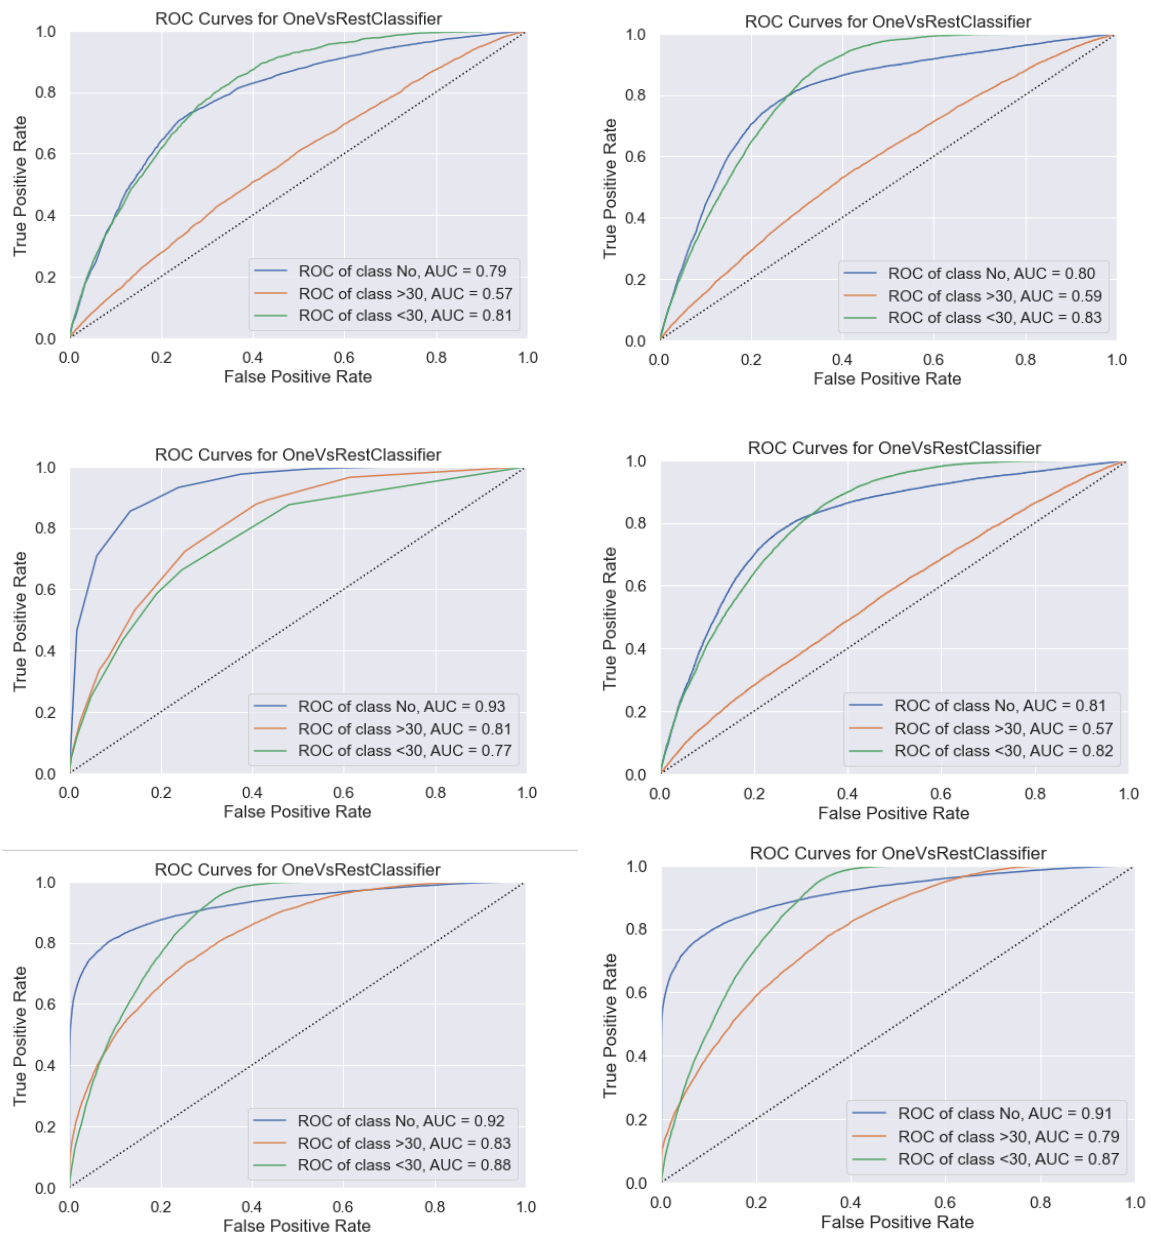 ROC Curves for OneVsRestClassifier
True Positive Rate
1.0
0.8
0.6
0.4
0.2
0.0
ROC of class No, AUC = 0.79
ROC of class >30, AUC = 0.57
ROC of class <30, AUC = 0.81
0.0 0.2 0.4 0.6 0.8 1.0
False Positive Rate
ROC Curves for OneVsRestClassifier
True Positive Rate
1.0
0.8
0.6
0.4
0.2
0.0
ROC of class No, AUC = 0.80
ROC of class >30, AUC = 0.59
ROC of class <30, AUC = 0.83
0.0 0.2 0.4 0.6 0.8 1.0
False Positive Rate
ROC Curves for OneVsRestClassifier
True Positive Rate
1.0
0.8
0.6
0.4
0.2
0.0
ROC of class No, AUC = 0.93
ROC of class >30, AUC = 0.81
ROC of class <30, AUC = 0.77
0.0 0.2 0.4 0.6 0.8 1.0
False Positive Rate
ROC Curves for OneVsRestClassifier
True Positive Rate
1.0
0.8
0.6
0.4
0.2
0.0
ROC of class No, AUC = 0.81
ROC of class >30, AUC = 0.57
ROC of class <30, AUC = 0.82
0.0 0.2 0.4 0.6 0.8 1.0
False Positive Rate
ROC Curves for OneVsRestClassifier
True Positive Rate
1.0
0.8
0.6
0.4
0.2
0.0
ROC of class No, AUC = 0.92
ROC of class >30, AUC = 0.83
ROC of class <30, AUC = 0.88
0.0 0.2 0.4 0.6 0.8 1.0
False Positive Rate
ROC Curves for OneVsRestClassifier
True Positive Rate
1.0
0.8
0.6
0.4
0.2
0.0
ROC of class No, AUC = 0.91
ROC of class >30, AUC = 0.79
ROC of class <30, AUC = 0.87
0.0 0.2 0.4 0.6 0.8 1.0
False Positive Rate